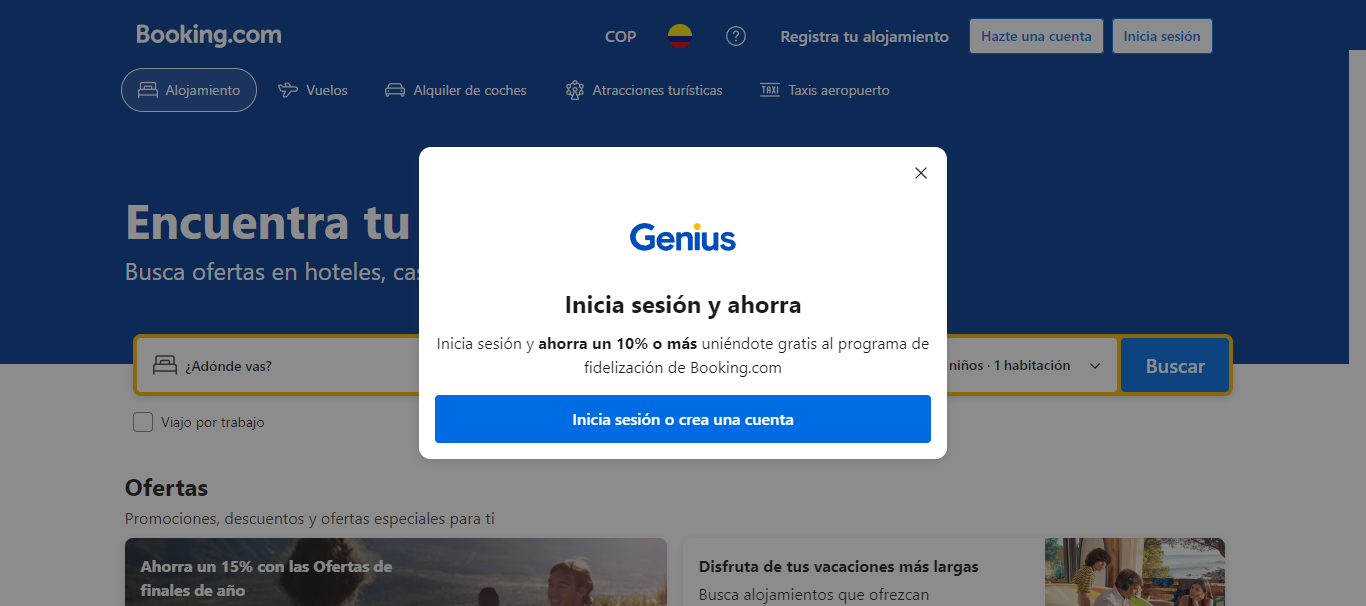 Booking.com
COP
Registra tu alojamiento
Hazte una cuenta
Inicia sesión
Alojamiento
Vuelos
Alquiler de coches
Atracciones turísticas
TAXI
Taxis aeropuerto
Encuentra tu
Busca ofertas en hoteles,
Genius
Inicia sesión y ahorra
Inicia sesión y ahorra un 10% o más uniéndote gratis al programa de
fidelización de Booking.com
Inicia sesión o crea una cuenta
¿Adónde vas?
niños · 1 habitación
Buscar
Viajo por trabajo
Ofertas
Promociones, descuentos y ofertas especiales para ti
Ahorra un 15% con las Ofertas de
finales de año
Disfruta de tus vacaciones más largas
Busca alojamientos que ofrezcan